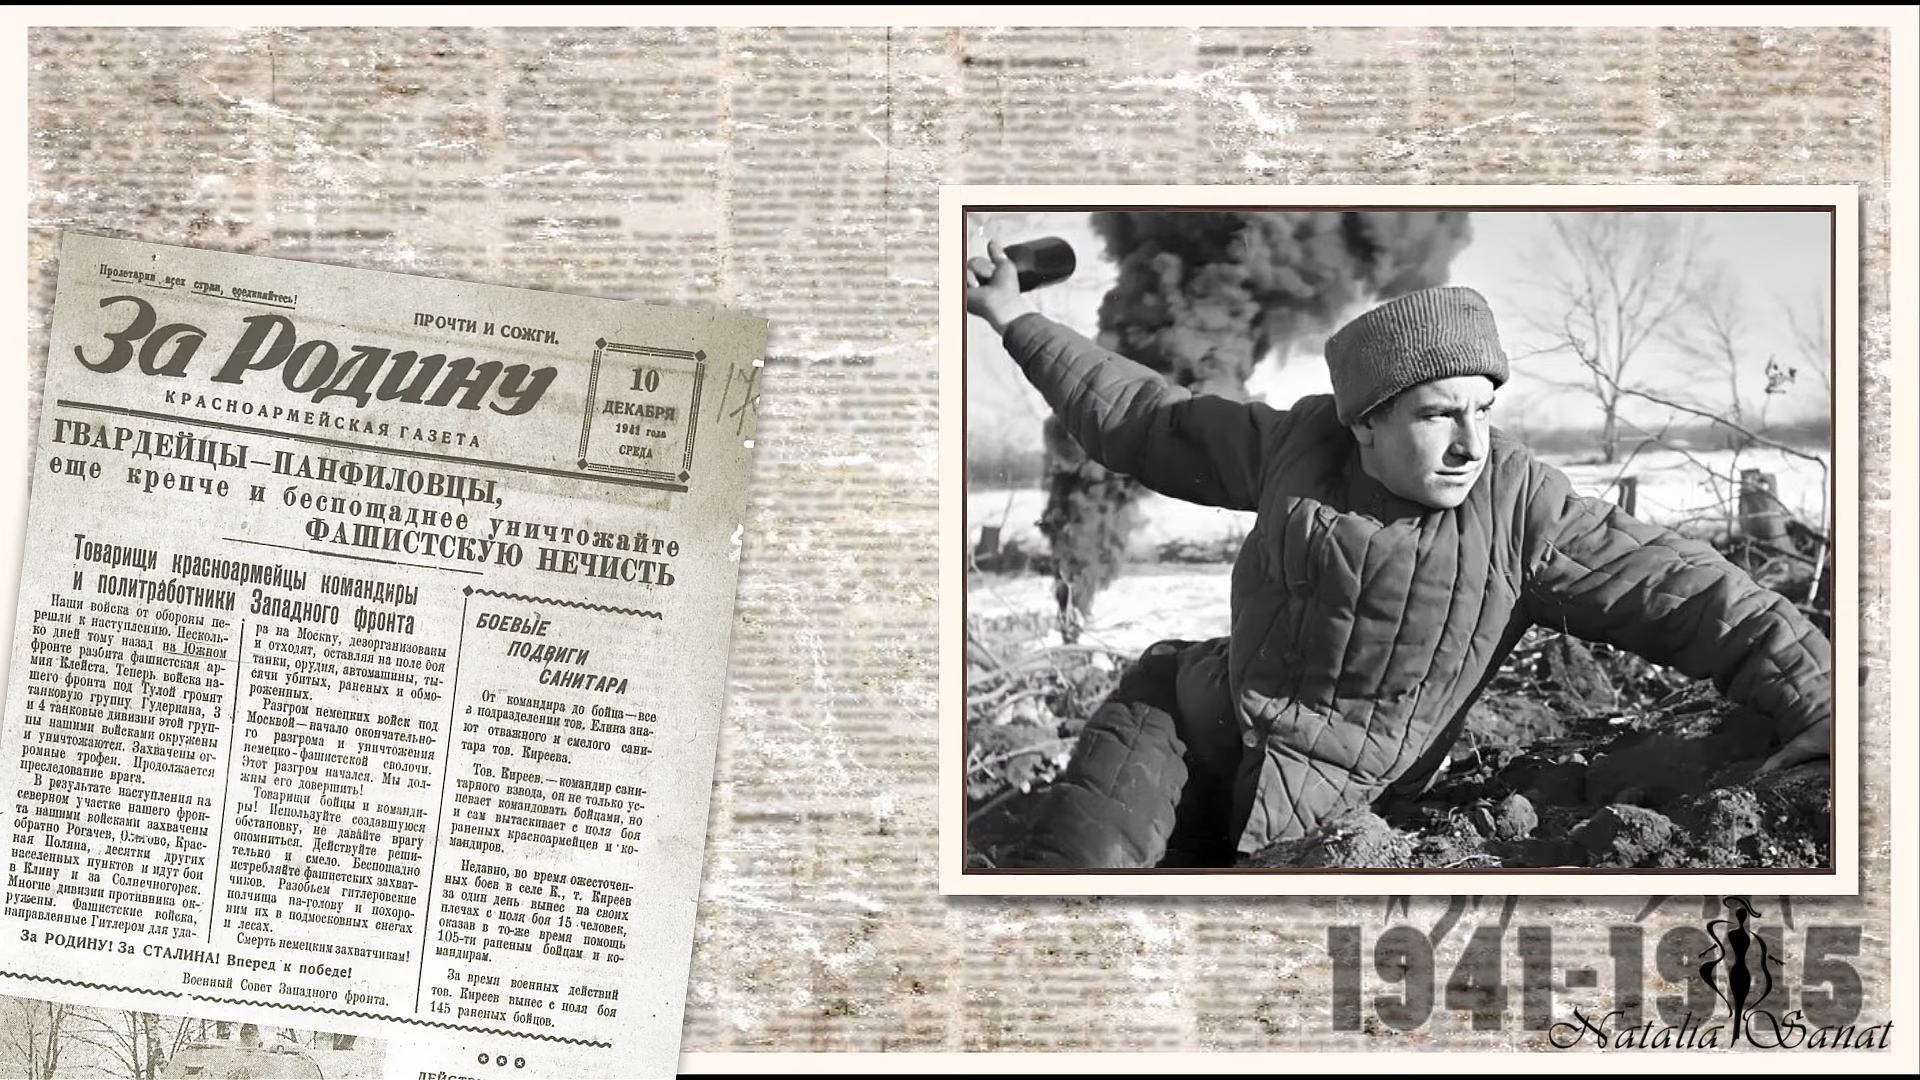 Пролетарии всех стран, соединяйтесь!
ПРОЧТИ И СОЖГИ.
За Родину
КРАСНОАРМЕЙСКАЯ ГАЗЕТА
10
ДЕКАБРЯ
1941 года
СРЕДА
17
ГВАРДЕЙЦЫ—ПАНФИЛОВЦЫ,
еще крепче и беспощаднее уничтожайте
ФАШИСТСКУЮ НЕЧИСТЬ
Товарищи красноармейцы командиры
и политработники Западного фронта
Наши войска от обороны пе-
решли к наступлению. Несколь-
ко дней тому назад на Южном
фронте разбита фашистская ар-
мия Клейста. Теперь войска на-
шего фронта под Тулой громят
танковую группу Гудериана, 3
и 4 танковые дивизии этой груп-
пы нашими войсками окружены
и уничтожаются. Захвачены ог-
ромные трофеи. Продолжается
преследование врага.
В результате наступления на
северном участке нашего фрон-
та нашими войсками захвачены
обратно Рогачев, Крас-
ная Поляна, десятки других
населенных пунктов и идут бои
в Клину и за Солнечногорск.
Многие дивизии противника ок-
ружены. Фашистские войска,
направленные Гитлером для уда-
ра на Москву, дезорганизованы
и отходят, оставляя на поле боя
танки, орудия, автомашины, ты-
сячи убитых, раненых и обмо-
роженных.
Разгром немецких войск под
Москвой—начало окончательно-
го разгрома и уничтожения
немецко-фашистской сволочи.
Этот разгром начался. Мы дол-
жны его довершить!
Товарищи бойцы и команди-
ры! Используйте создавшуюся
обстановку, не давайте врагу
опомниться. Действуйте реши-
тельно и смело. Беспощадно
истребляйте фашистских захват-
чиков. Разобьем гитлеровские
полчища на-голову и похоро-
ним их в подмосковных снегах
и лесах.
Смерть немецким захватчикам!
За РОДИНУ! За СТАЛИНА! Вперед к победе!
Военный Совет Западного фронта.
БОЕВЫЕ
ПОДВИГИ
САНИТАРА
От командира до бойца—все
в подразделении тов. Елина зна-
ют отважного и смелого сани-
тара тов. Киреева.
Тов. Киреев.—командир сани-
тарного взвода, он не только ус-
певает командовать бойцами, но
и сам вытаскивает с поля боя
раненых красноармейцев и ко-
мандиров.
Недавно, во время ожесточен-
ных боев в селе К., т. Киреев
за один день вынес на своих
плечах с поля боя 15 человек,
оказав в то-же время помощь
105-ти раненым бойцам и ко-
мандирам.
За время военных действий
тов. Киреев вынес с поля боя
145 раненых бойцов.
1941-1945
Natalia Sanat